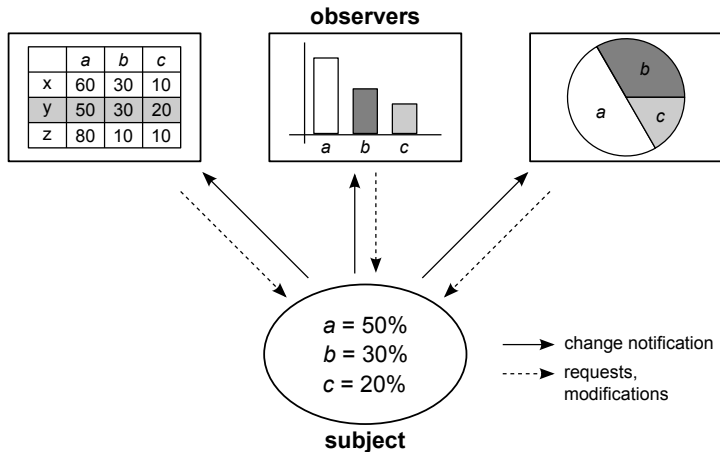 observers
a b c
x 60 30 10
y 50 30 20
z 80 10 10
a b c
a b c
a = 50%
b = 30%
c = 20%
subject
change notification
requests,
modifications